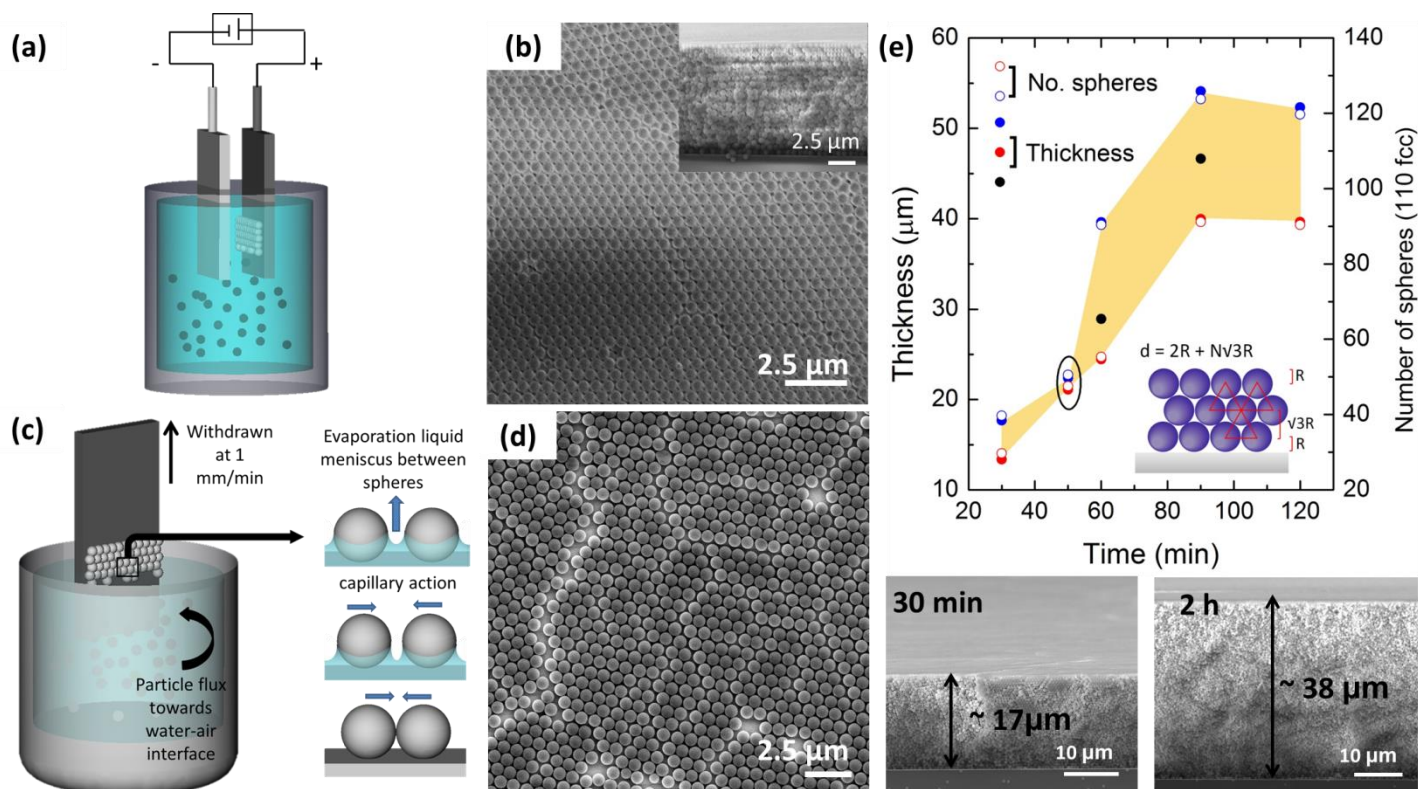 (a)
-
+
(b)
2.5 µm
2.5 µm
(c)
Withdrawn
at 1
mm/min
Particle flux
towards
water-air
interface
Evaporation liquid
meniscus between
spheres
capillary action
(d)
2.5 µm
(e)
Thickness (µm)
60
50
40
30
20
10
No. spheres
Thickness
d = 2R + N√3R
R
√3R
R
140
120
100
80
60
40
20
Number of spheres (110 fcc)
20 40 60 80 100 120
Time (min)
30 min
~ 17µm
10 µm
2 h
~ 38 µm
10 µm